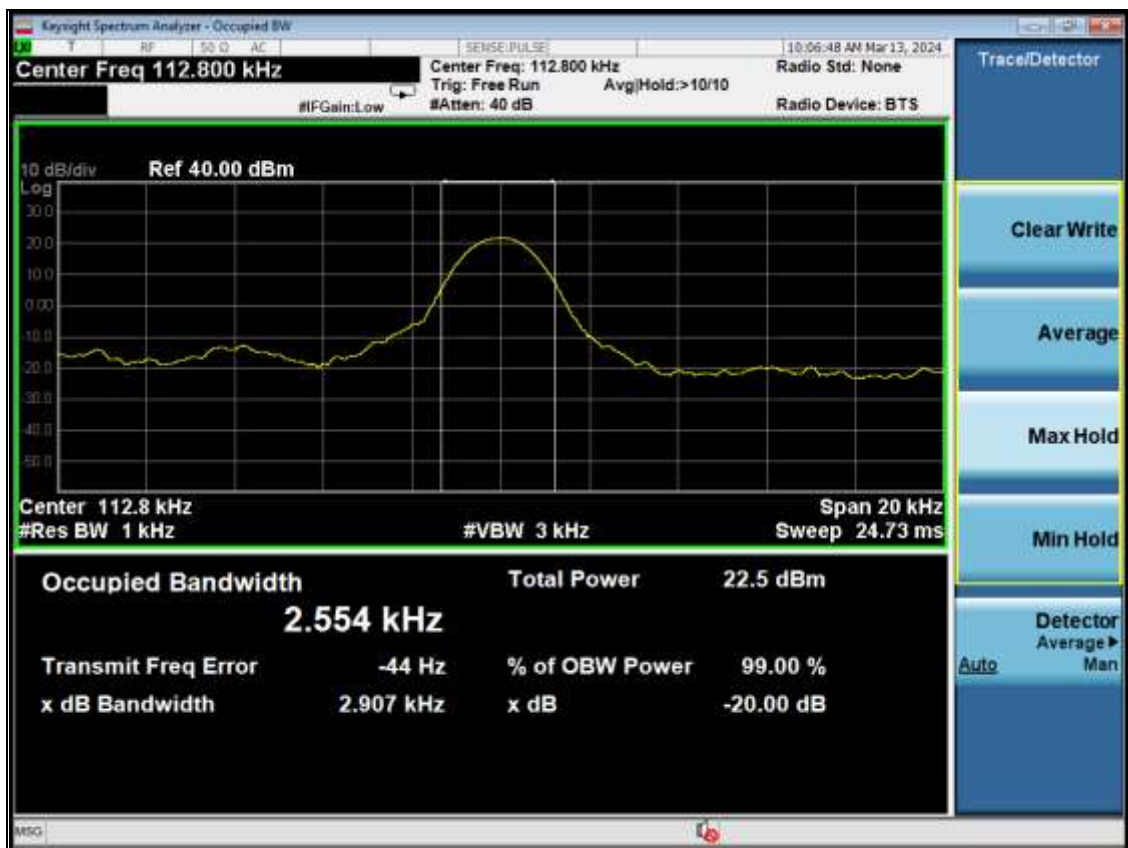 Keysight Spectrum Analyzer - Occupied BW
LXI T RF 50 Ω AC SENSE:PULSE 10:06:48 AM Mar 13, 2024
Center Freq 112.800 kHz Center Freq: 112.800 kHz Radio Std: None
Trig: Free Run Avg|Hold:>10/10
#IFGain:Low #Atten: 40 dB Radio Device: BTS
10 dB/div Ref 40.00 dBm
Log
30.0
20.0
10.0
0.00
-10.0
-20.0
-30.0
-40.0
-50.0
Center 112.8 kHz Span 20 kHz
#Res BW 1 kHz #VBW 3 kHz Sweep 24.73 ms
Occupied Bandwidth Total Power 22.5 dBm
2.554 kHz
Transmit Freq Error -44 Hz % of OBW Power 99.00 %
x dB Bandwidth 2.907 kHz x dB -20.00 dB
MSG
Trace/Detector
Clear Write
Average
Max Hold
Min Hold
Detector
Average►
Auto Man